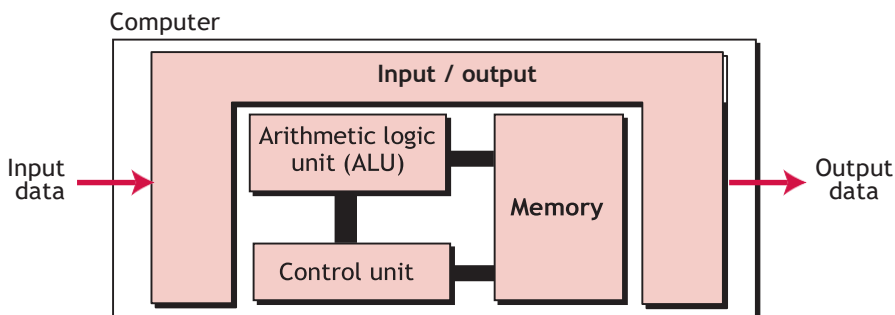 Computer
Input / output
Arithmetic logic
unit (ALU)
Input
data
Memory
Output
data
Control unit